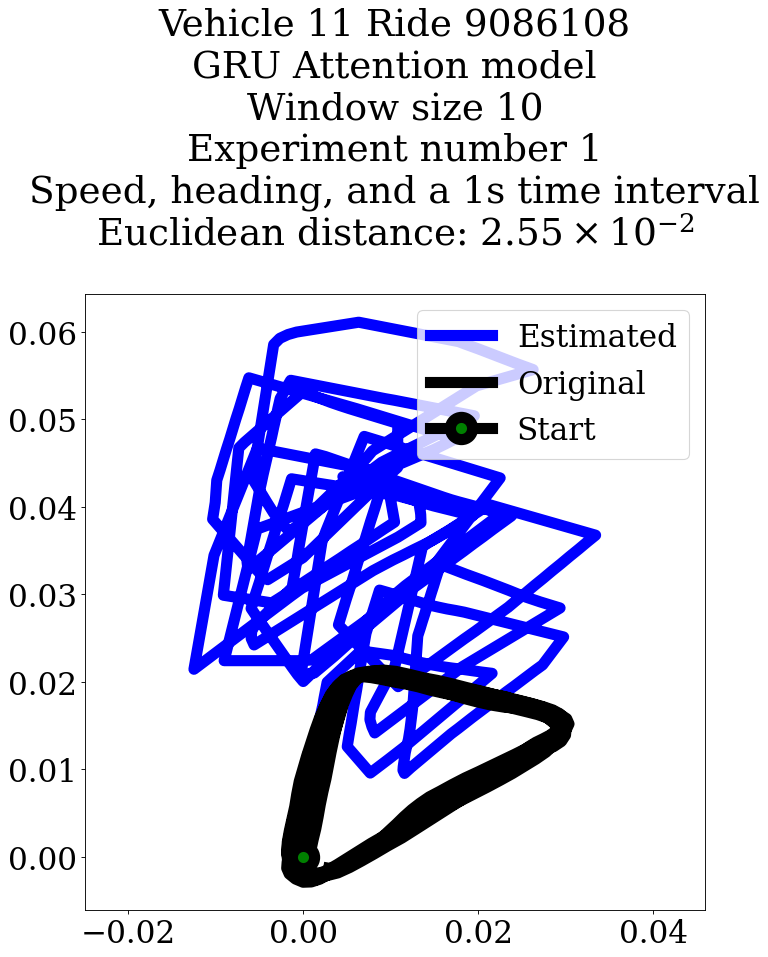 Vehicle 11 Ride 9086108
GRU Attention model
Window size 10
Experiment number 1
Speed, heading, and a 1s time interval
Euclidean distance: 2.55 × 10⁻²
Estimated
Original
Start
0.06
0.05
0.04
0.03
0.02
0.01
0.00
−0.02 0.00 0.02 0.04